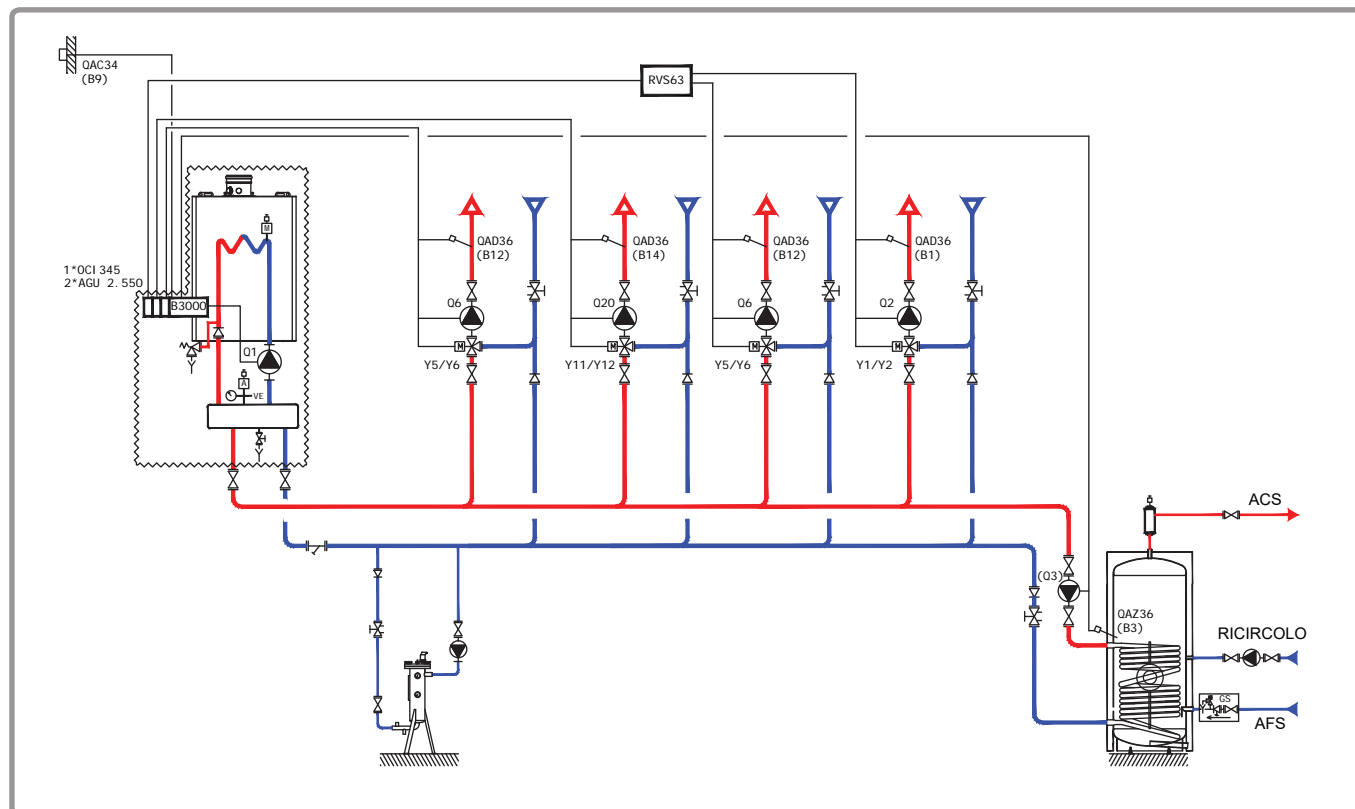 QAC34
(B9)
RVS63
QAD36
(B12)
QAD36
(B14)
QAD36
(B12)
QAD36
(B1)
1*OCI 345
2*AGU 2.550
B3000
M
Q1
A
VE
Q6
Q20
Q6
Q2
M
M
M
M
Y5/Y6
Y11/Y12
Y5/Y6
Y1/Y2
ACS
(Q3)
QAZ36
(B3)
RICIRCOLO
GS
AFS